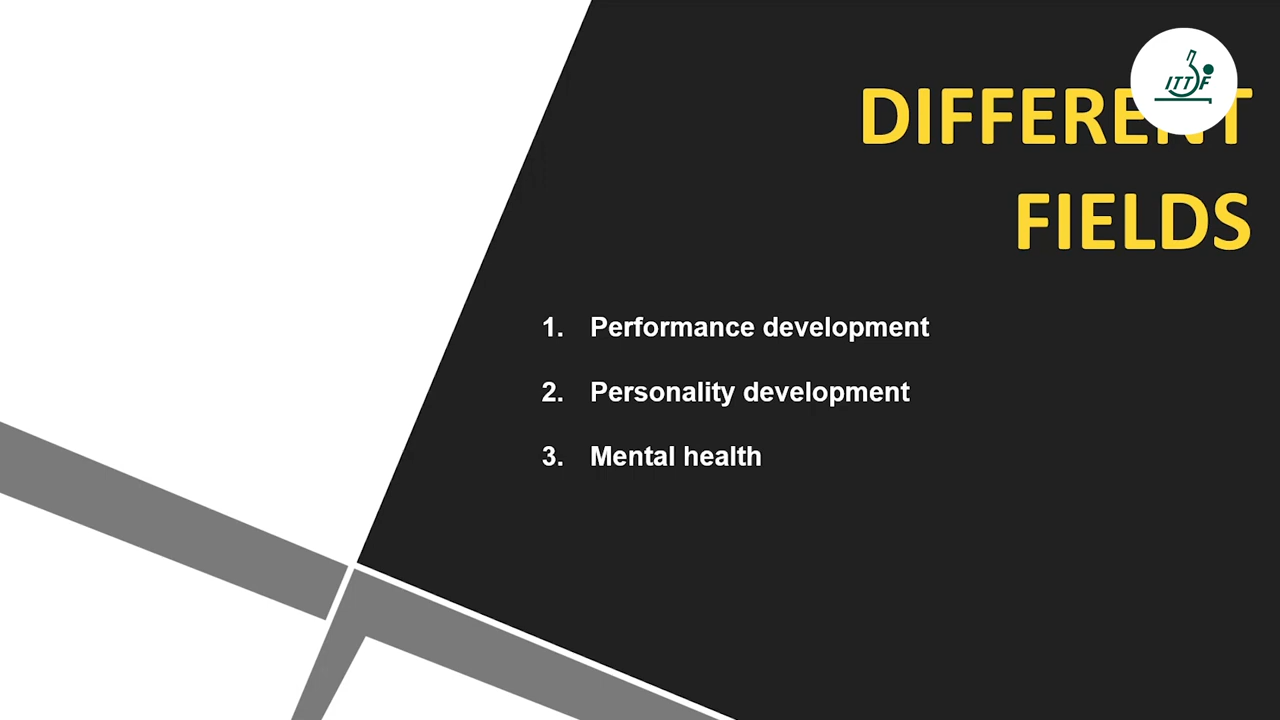 DIFFERENT
FIELDS
ITTF
1. Performance development
2. Personality development
3. Mental health